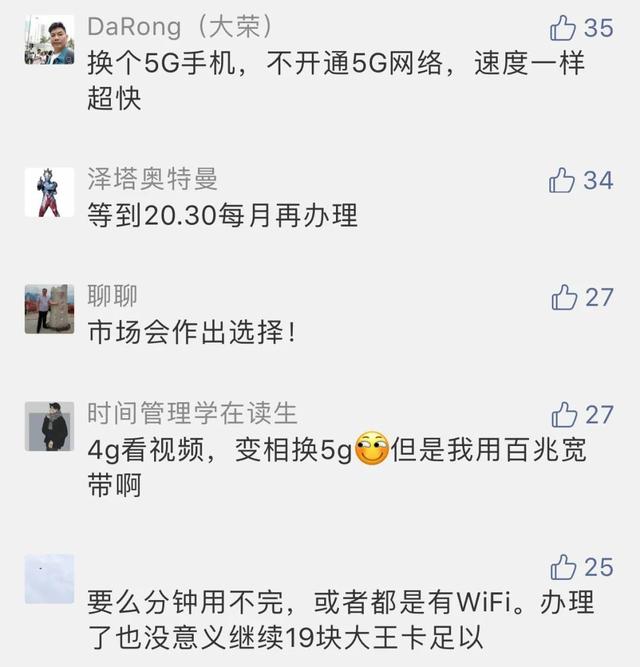 DaRong（大荣） 35
换个5G手机，不开通5G网络，速度一样
超快
泽塔奥特曼 34
等到20.30每月再办理
聊聊 27
市场会作出选择！
时间管理学在读生 27
4g看视频，变相换5g但是我用百兆宽
带啊
25
要么分钟用不完，或者都是有WiFi。办理
了也没意义继续19块大王卡足以